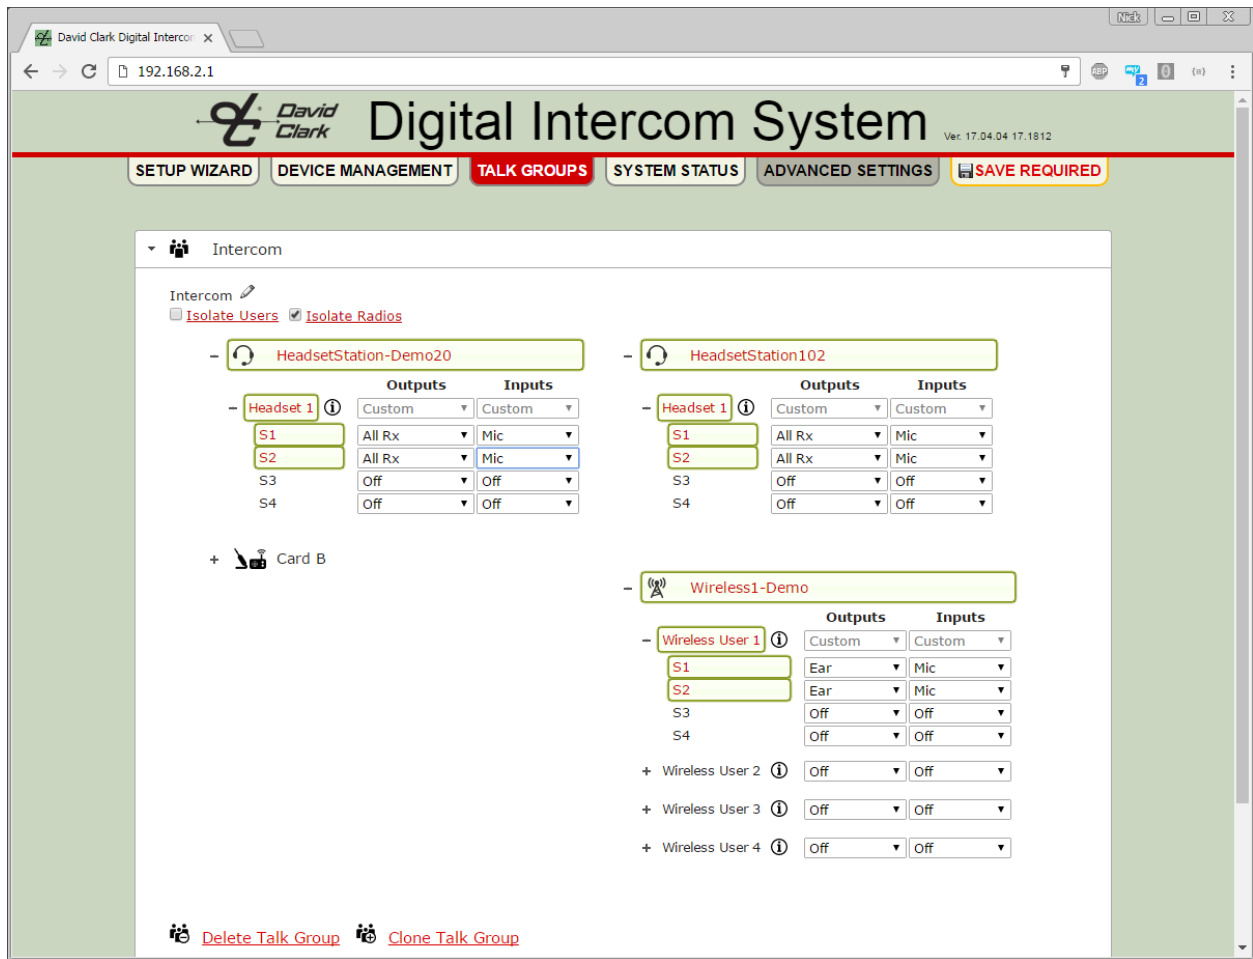 Nick
David Clark Digital Intercor
192.168.2.1
ABP
2
David Clark
Digital Intercom System
Ver. 17.04.04 17.1812
SETUP WIZARD DEVICE MANAGEMENT TALK GROUPS SYSTEM STATUS ADVANCED SETTINGS SAVE REQUIRED
Intercom
Intercom
Isolate Users Isolate Radios
HeadsetStation-Demo20
Outputs Inputs
Headset 1 Custom Custom
S1 All Rx Mic
S2 All Rx Mic
S3 Off Off
S4 Off Off
Card B
HeadsetStation102
Outputs Inputs
Headset 1 Custom Custom
S1 All Rx Mic
S2 All Rx Mic
S3 Off Off
S4 Off Off
Wireless1-Demo
Outputs Inputs
Wireless User 1 Custom Custom
S1 Ear Mic
S2 Ear Mic
S3 Off Off
S4 Off Off
Wireless User 2 Off Off
Wireless User 3 Off Off
Wireless User 4 Off Off
Delete Talk Group Clone Talk Group